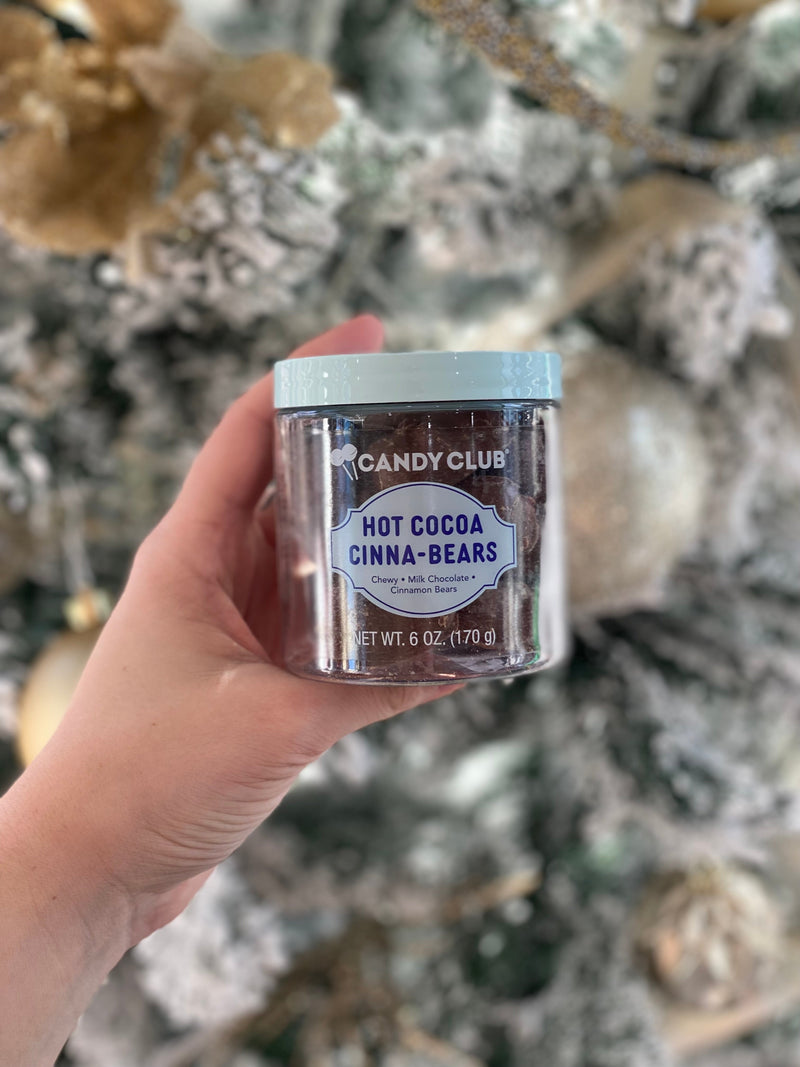 CANDY CLUB®
HOT COCOA
CINNA-BEARS
Chewy • Milk Chocolate •
Cinnamon Bears
NET WT. 6 OZ. (170 g)